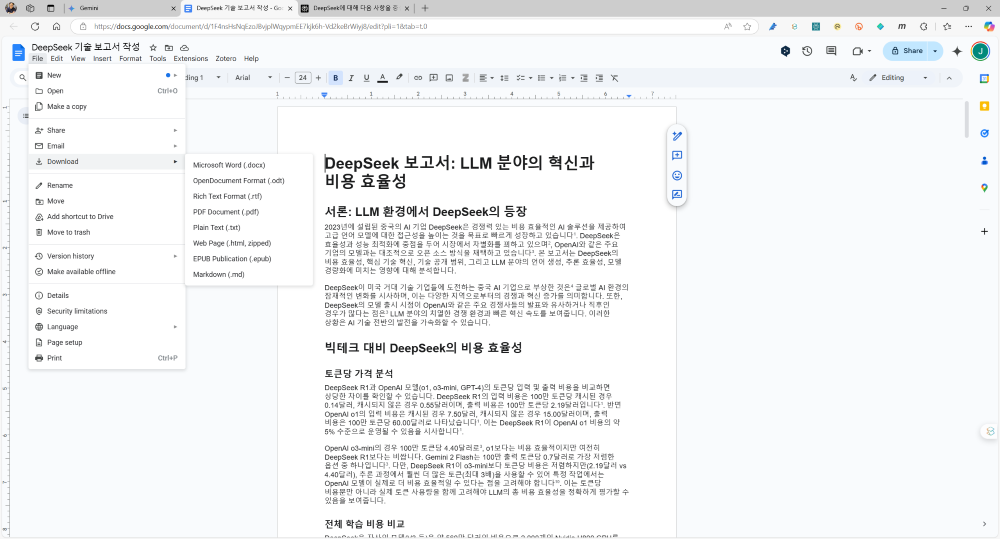 Gemini
DeepSeek 기술 보고서 작성 - Go
DeepSeek에 대해 다음 사항을 준
https://docs.google.com/document/d/
DeepSeek 기술 보고서 작성
File Edit View Insert Format Tools Extensions Zotero Help
Share
J
ding 1
Arial
24
B I U A
Editing
New
Open Ctrl+O
Make a copy
Share
Email
Download
Rename
Move
Add shortcut to Drive
Move to trash
Version history
Make available offline
Details
Security limitations
Language
Page setup
Print Ctrl+P
Microsoft Word (.docx)
OpenDocument Format (.odt)
Rich Text Format (.rtf)
PDF Document (.pdf)
Plain Text (.txt)
Web Page (.html, zipped)
EPUB Publication (.epub)
Markdown (.md)
1 1 2 3 4 5 6 7
DeepSeek 보고서: LLM 분야의 혁신과
비용 효율성
서론: LLM 환경에서 DeepSeek의 등장
2023년에 설립된 중국의 AI 기업 DeepSeek은 경쟁력 있는 비용 효율적인 AI 솔루션을 제공하여
고급 언어 모델에 대한 접근성을 높이는 것을 목표로 빠르게 성장하고 있습니다¹. DeepSeek은
효율성과 성능 최적화에 중점을 두어 시장에서 차별화를 꾀하고 있으며², OpenAI와 같은 주요
기업의 모델과는 대조적으로 오픈 소스 방식을 채택하고 있습니다³. 본 보고서는 DeepSeek의
비용 효율성, 핵심 기술 혁신, 기술 공개 범위, 그리고 LLM 분야의 언어 생성, 추론 효율성, 모델
경량화에 미치는 영향에 대해 분석합니다.
DeepSeek이 미국 거대 기술 기업들에 도전하는 중국 AI 기업으로 부상한 것은⁴ 글로벌 AI 환경의
잠재적인 변화를 시사하며, 이는 다양한 지역으로부터의 경쟁과 혁신 증가를 의미합니다. 또한,
DeepSeek의 모델 출시 시점이 OpenAI와 같은 주요 경쟁사들의 발표와 유사하거나 직후인
경우가 많다는 점은⁵ LLM 분야의 치열한 경쟁 환경과 빠른 혁신 속도를 보여줍니다. 이러한
상황은 AI 기술 전반의 발전을 가속화할 수 있습니다.
빅테크 대비 DeepSeek의 비용 효율성
토큰당 가격 분석
DeepSeek R1과 OpenAI 모델(o1, o3-mini, GPT-4)의 토큰당 입력 및 출력 비용을 비교하면
상당한 차이를 확인할 수 있습니다. DeepSeek R1의 입력 비용은 100만 토큰당 캐시된 경우
0.14달러, 캐시되지 않은 경우 0.55달러이며, 출력 비용은 100만 토큰당 2.19달러입니다⁷. 반면
OpenAI o1의 입력 비용은 캐시된 경우 7.50달러, 캐시되지 않은 경우 15.00달러이며, 출력
비용은 100만 토큰당 60.00달러로 나타났습니다⁴. 이는 DeepSeek R1이 OpenAI o1 비용의 약
5% 수준으로 운영될 수 있음을 시사합니다⁷.
OpenAI o3-mini의 경우 100만 토큰당 4.40달러로⁹, o1보다는 비용 효율적이지만 여전히
DeepSeek R1보다는 비쌉니다. Gemini 2 Flash는 100만 출력 토큰당 0.7달러로 가장 저렴한
옵션 중 하나입니다⁹. 다만, DeepSeek R1이 o3-mini보다 토큰당 비용은 저렴하지만(2.19달러 vs
4.40달러), 추론 과정에서 훨씬 더 많은 토큰(최대 3배)을 사용할 수 있어 특정 작업에서는
OpenAI 모델이 실제로 더 비용 효율적일 수 있다는 점을 고려해야 합니다¹⁰. 이는 토큰당
비용뿐만 아니라 실제 토큰 사용량을 함께 고려해야 LLM의 총 비용 효율성을 정확하게 평가할 수
있음을 보여줍니다.
전체 학습 비용 비교